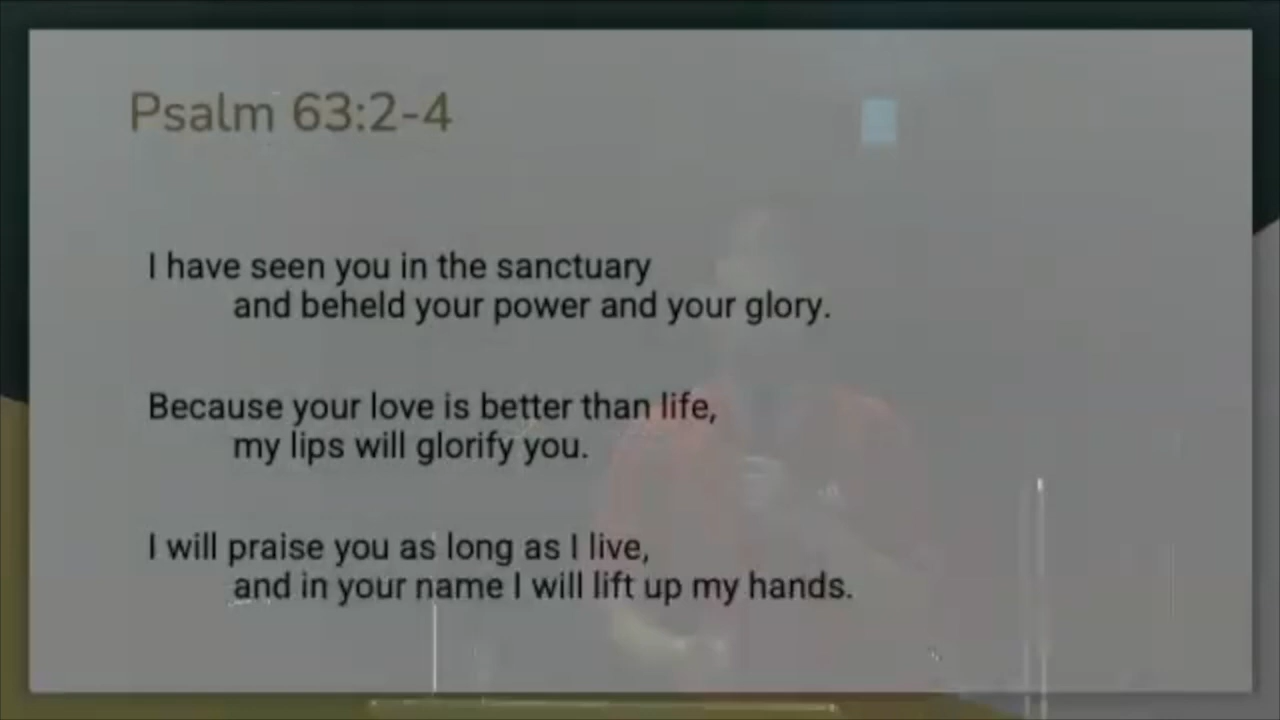 Psalm 63:2-4
I have seen you in the sanctuary
and beheld your power and your glory.
Because your love is better than life,
my lips will glorify you.
I will praise you as long as I live,
and in your name I will lift up my hands.